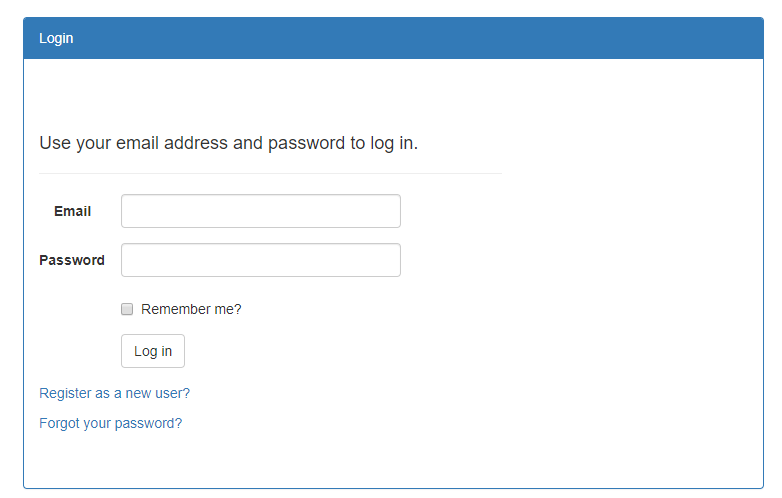 Login
Use your email address and password to log in.
Email
Password
Remember me?
Log in
Register as a new user?
Forgot your password?